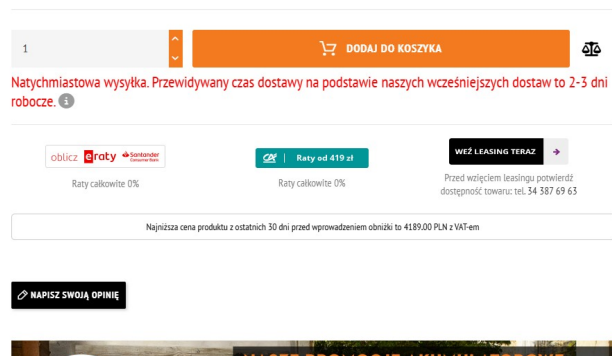 1
DODAJ DO KOSZYKA
Natychmiastowa wysyłka. Przewidywany czas dostawy na podstawie naszych wcześniejszych dostaw to 2-3 dni
robocze. i
oblicz eraty Santander
Consumer Bank
Raty całkowite 0%
CA | Raty od 419 zł
Raty całkowite 0%
WEŹ LEASING TERAZ
Przed wzięciem leasingu potwierdź
dostępność towaru: tel. 34 387 69 63
Najniższa cena produktu z ostatnich 30 dni przed wprowadzeniem obniżki to 4189.00 PLN z VAT-em
NAPISZ SWOJĄ OPINIĘ